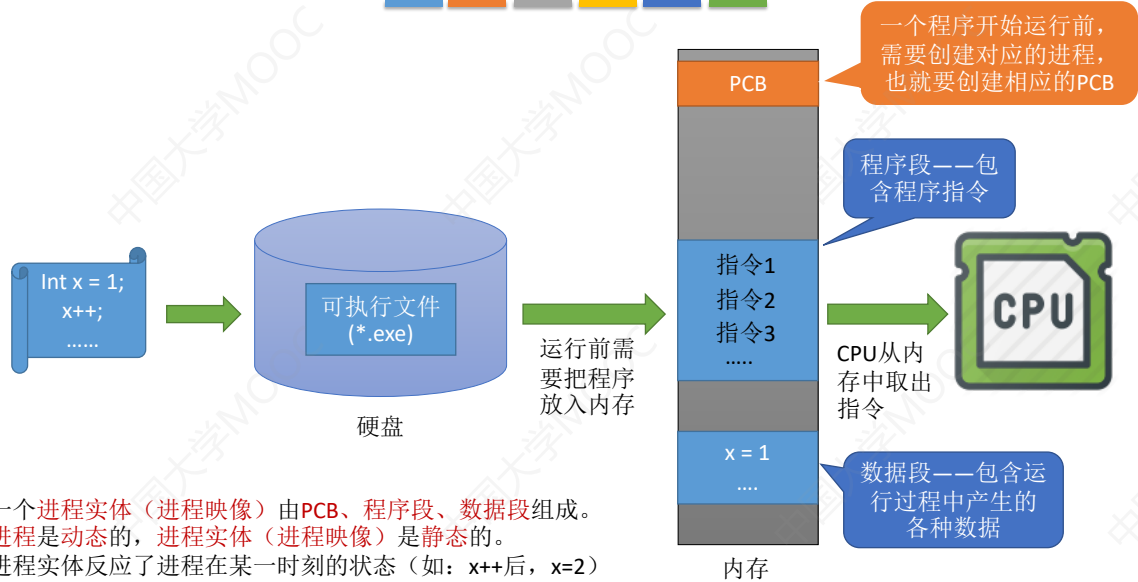 一个程序开始运行前，
需要创建对应的进程，
也就要创建相应的PCB
PCB
程序段——包
含程序指令
Int x = 1;
x++;
……
可执行文件
(*.exe)
硬盘
运行前需
要把程序
放入内存
指令1
指令2
指令3
…..
CPU从内
存中取出
指令
CPU
x = 1
….
数据段——包含运
行过程中产生的
各种数据
内存
一个进程实体（进程映像）由PCB、程序段、数据段组成。
进程是动态的，进程实体（进程映像）是静态的。
进程实体反应了进程在某一时刻的状态（如：x++后，x=2）
中国大学MOOC